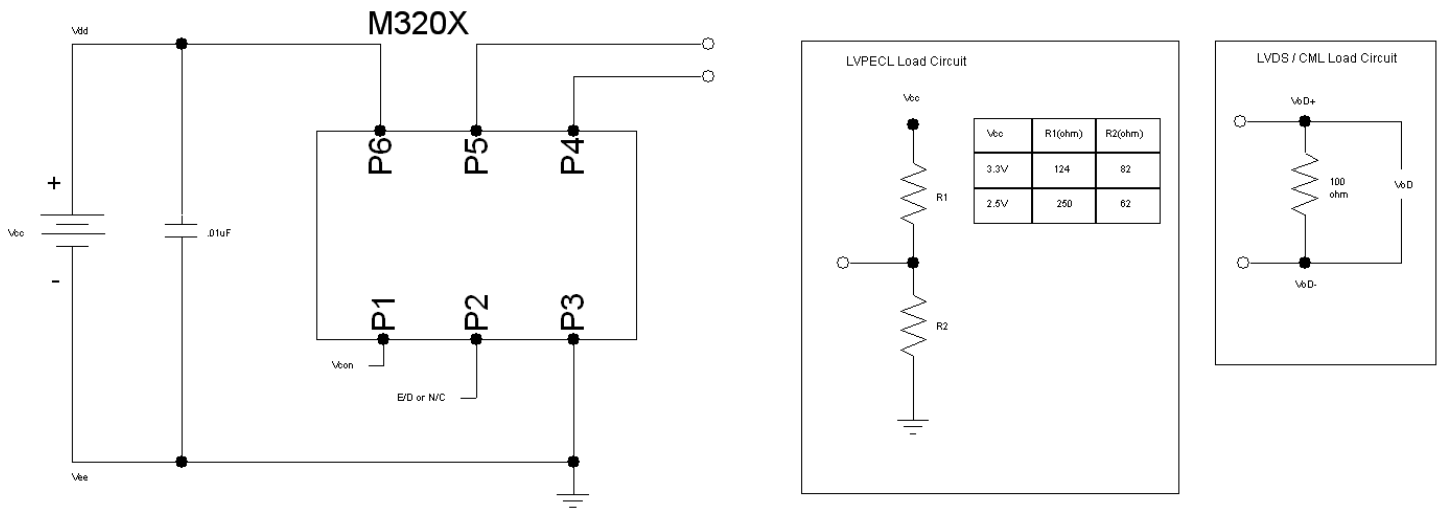 M320X
Vdd
P6
P5
P4
+
Vcc
-
.01uF
P1
P2
P3
Vcon
E/D or N/C
Vee
LVPECL Load Circuit
Vcc
R1
R2
Vcc R1(ohm) R2(ohm)
3.3V 124 82
2.5V 250 62
LVDS / CML Load Circuit
VoD+
100
ohm
VoD
VoD-